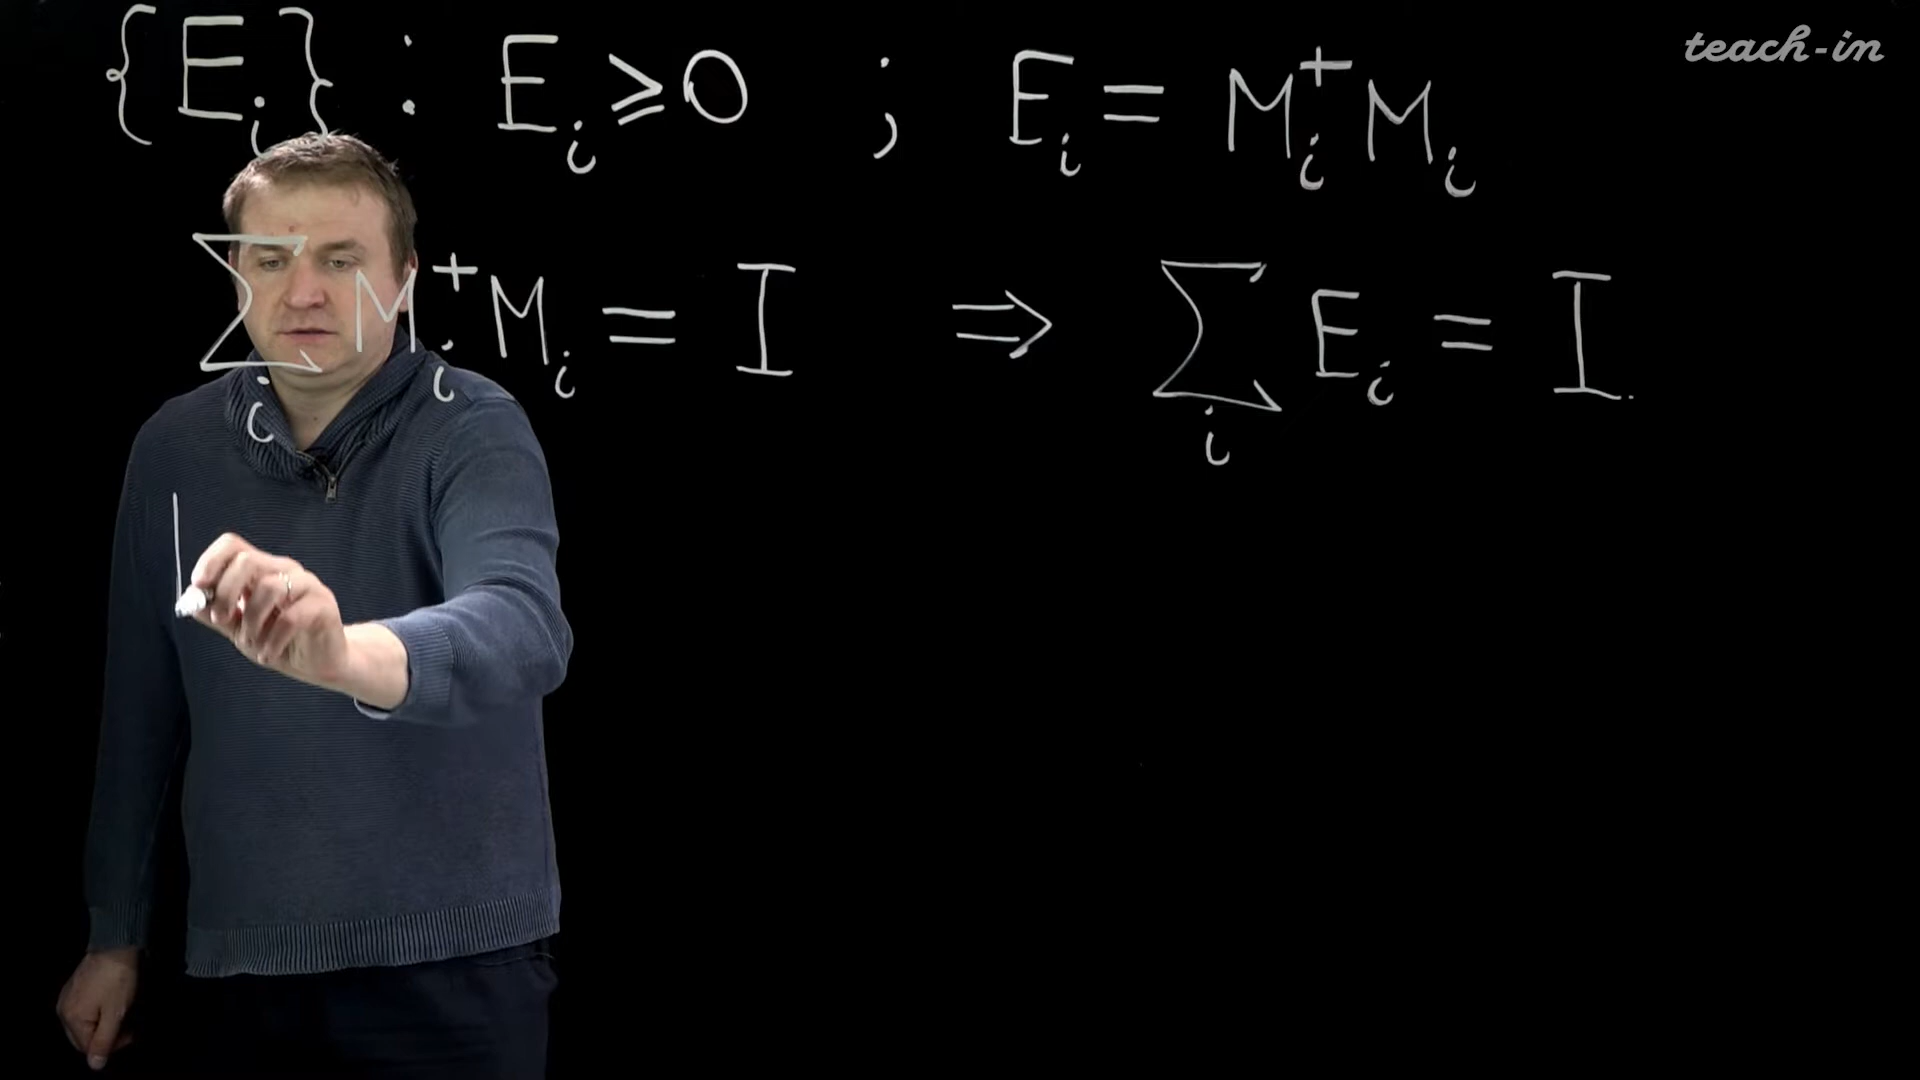 teach-in
{E_i} : E_i ⩾ 0 ; E_i = M_i^+ M_i
∑_i M_i^+ M_i = I ⇒ ∑_i E_i = I.